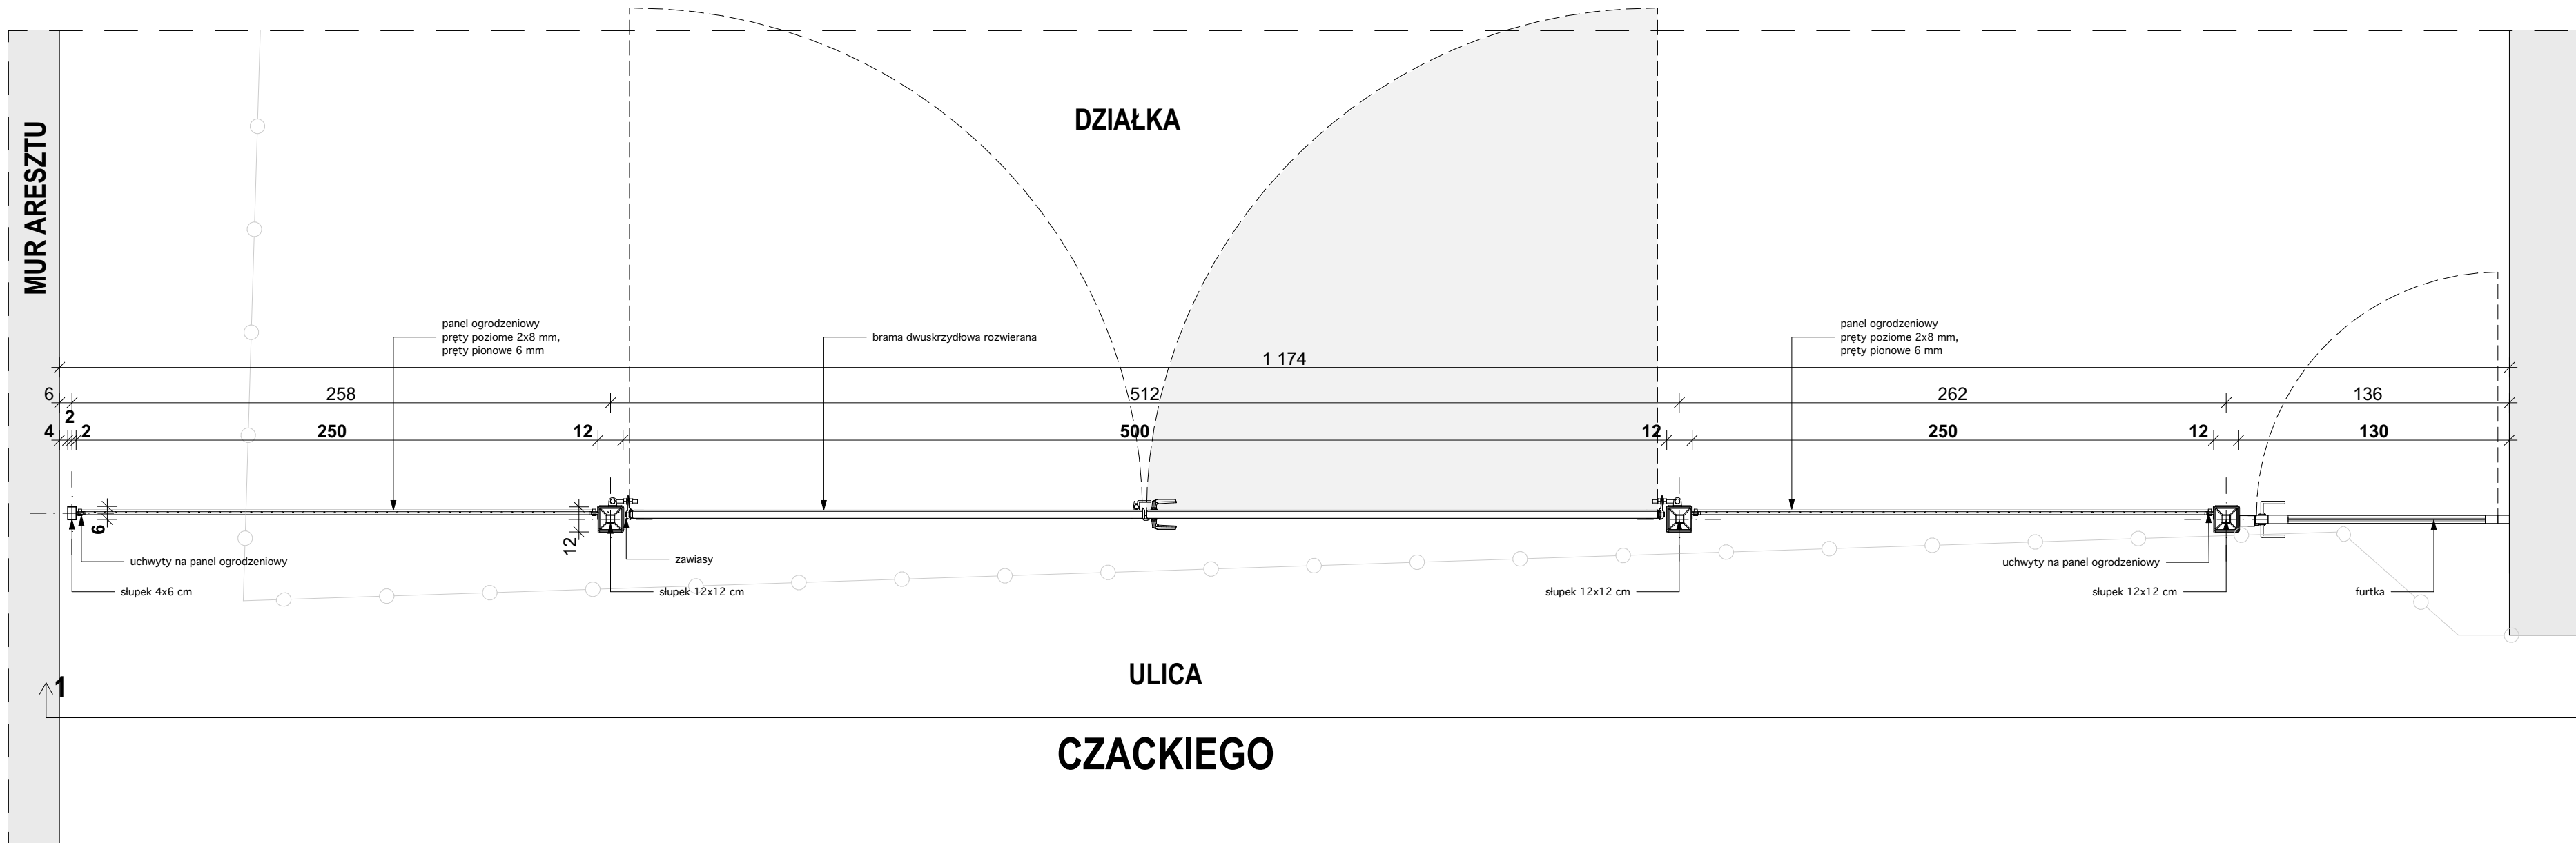 DZIAŁKA
MUR ARESZTU
panel ogrodzeniowy
pręty poziome 2x8 mm,
pręty pionowe 6 mm
brama dwuskrzydłowa rozwierana
panel ogrodzeniowy
pręty poziome 2x8 mm,
pręty pionowe 6 mm
1 174
6 258 512 262 136
2
4 2 250 12 500 12 250 12 130
6
12
uchwyty na panel ogrodzeniowy
zawiasy
uchwyty na panel ogrodzeniowy
słupek 4x6 cm
słupek 12x12 cm
słupek 12x12 cm
słupek 12x12 cm
furtka
ULICA
1
CZACKIEGO